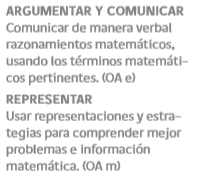 ARGUMENTAR Y COMUNICAR
Comunicar de manera verbal
razonamientos matemáticos,
usando los términos matemáti-
cos pertinentes. (OA e)
REPRESENTAR
Usar representaciones y estra-
tegias para comprender mejor
problemas e información
matemática. (OA m)